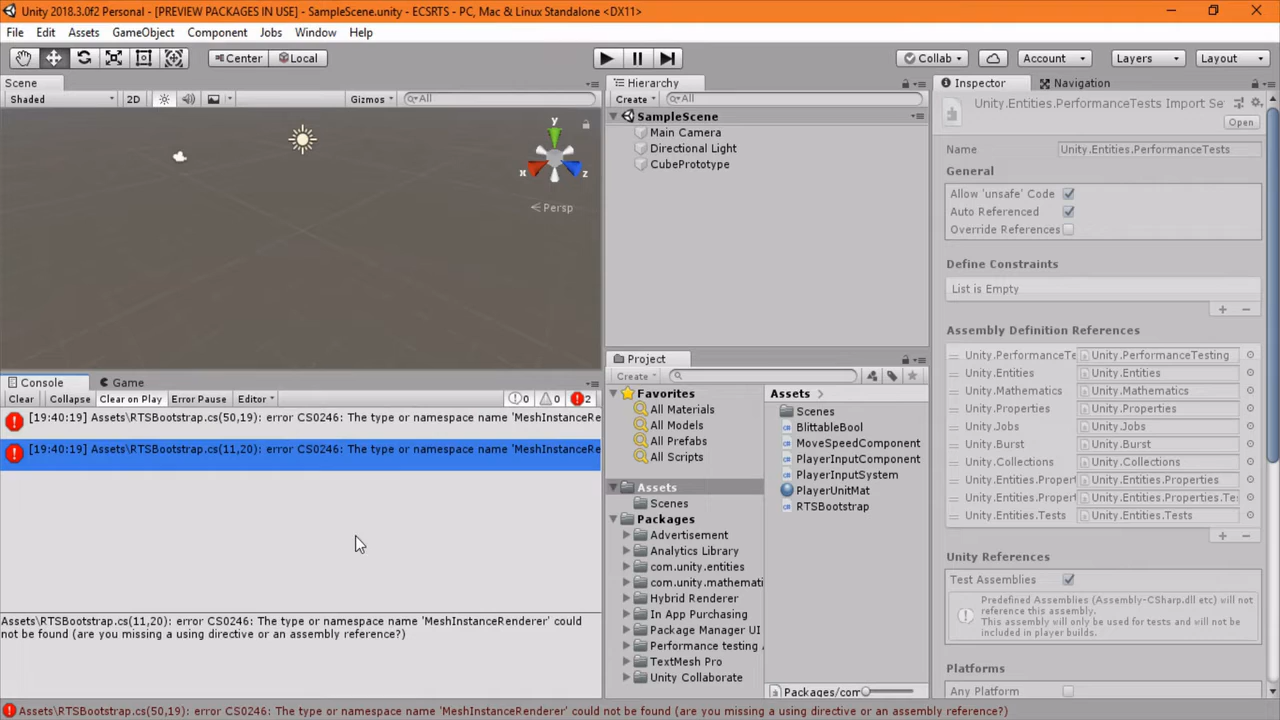 Unity 2018.3.0f2 Personal - [PREVIEW PACKAGES IN USE] - SampleScene.unity - ECSRTS - PC, Mac & Linux Standalone <DX11>
File Edit Assets GameObject Component Jobs Window Help
Center Local Collab Account Layers Layout
Scene
Shaded 2D Gizmos All
y
x
z
Persp
Hierarchy
Create All
SampleScene
Main Camera
Directional Light
CubePrototype
Console Game
Clear Collapse Clear on Play Error Pause Editor 0 0 2
[19:40:19] Assets\RTSBootstrap.cs(50,19): error CS0246: The type or namespace name 'MeshInstanceRe
[19:40:19] Assets\RTSBootstrap.cs(11,20): error CS0246: The type or namespace name 'MeshInstanceRe
Assets\RTSBootstrap.cs(11,20): error CS0246: The type or namespace name 'MeshInstanceRenderer' could
not be found (are you missing a using directive or an assembly reference?)
Project
Create
Favorites
All Materials
All Models
All Prefabs
All Scripts
Assets
Scenes
Packages
Advertisement
Analytics Library
com.unity.entities
com.unity.mathemati
Hybrid Renderer
In App Purchasing
Package Manager UI
Performance testing
TextMesh Pro
Unity Collaborate
Assets
Scenes
BlittableBool
MoveSpeedComponent
PlayerInputComponent
PlayerInputSystem
PlayerUnitMat
RTSBootstrap
Packages/com
Inspector Navigation
Unity.Entities.PerformanceTests Import Se
Open
Name Unity.Entities.PerformanceTests
General
Allow 'unsafe' Code
Auto Referenced
Override References
Define Constraints
List is Empty
Assembly Definition References
Unity.PerformanceTe Unity.PerformanceTesting
Unity.Entities Unity.Entities
Unity.Mathematics Unity.Mathematics
Unity.Properties Unity.Properties
Unity.Jobs Unity.Jobs
Unity.Burst Unity.Burst
Unity.Collections Unity.Collections
Unity.Entities.Propert Unity.Entities.Properties
Unity.Entities.Propert Unity.Entities.Properties.Te
Unity.Entities.Tests Unity.Entities.Tests
Unity References
Test Assemblies
Predefined Assemblies (Assembly-CSharp.dll etc) will not
reference this assembly.
This assembly will only be used for tests and will not be
included in player builds.
Platforms
Any Platform
Assets\RTSBootstrap.cs(50,19): error CS0246: The type or namespace name 'MeshInstanceRenderer' could not be found (are you missing a using directive or an assembly reference?)